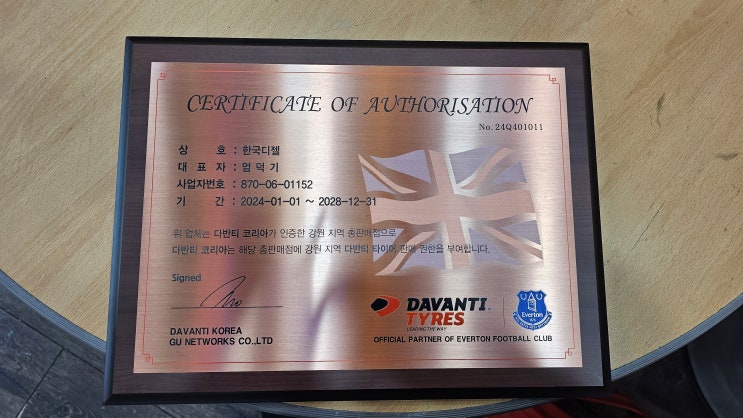 CERTIFICATE OF AUTHORISATION
No. 24Q401011
상 호 : 한국디젤
대 표 자 : 엄덕기
사업자번호 : 870-06-01152
기 간 : 2024-01-01 ~ 2028-12-31
위 업체는 다반티 코리아가 인증한 강원 지역 총판매점으로
다반티 코리아는 해당 총판매점에 강원 지역 다반티 타이어 판매 권한을 부여합니다.
Signed
DAVANTI KOREA
GU NETWORKS CO.,LTD
DAVANTI
TYRES
LEADING THE WAY
Everton
OFFICIAL PARTNER OF EVERTON FOOTBALL CLUB